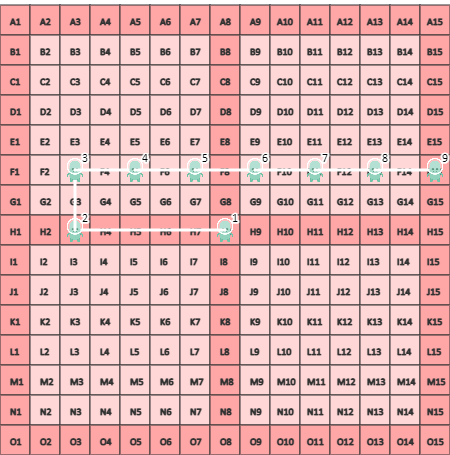 A1 A2 A3 A4 A5 A6 A7 A8 A9 A10 A11 A12 A13 A14 A15
B1 B2 B3 B4 B5 B6 B7 B8 B9 B10 B11 B12 B13 B14 B15
C1 C2 C3 C4 C5 C6 C7 C8 C9 C10 C11 C12 C13 C14 C15
D1 D2 D3 D4 D5 D6 D7 D8 D9 D10 D11 D12 D13 D14 D15
E1 E2 E3 E4 E5 E6 E7 E8 E9 E10 E11 E12 E13 E14 E15
3 4 5 6 7 8 9
F1 F2 F4 F6 F8 F10 F12 F14
G1 G2 G3 G4 G5 G6 G7 G8 G9 G10 G11 G12 G13 G14 G15
2 1
H1 H2 H4 H5 H6 H7 H9 H10 H11 H12 H13 H14 H15
I1 I2 I3 I4 I5 I6 I7 I8 I9 I10 I11 I12 I13 I14 I15
J1 J2 J3 J4 J5 J6 J7 J8 J9 J10 J11 J12 J13 J14 J15
K1 K2 K3 K4 K5 K6 K7 K8 K9 K10 K11 K12 K13 K14 K15
L1 L2 L3 L4 L5 L6 L7 L8 L9 L10 L11 L12 L13 L14 L15
M1 M2 M3 M4 M5 M6 M7 M8 M9 M10 M11 M12 M13 M14 M15
N1 N2 N3 N4 N5 N6 N7 N8 N9 N10 N11 N12 N13 N14 N15
O1 O2 O3 O4 O5 O6 O7 O8 O9 O10 O11 O12 O13 O14 O15